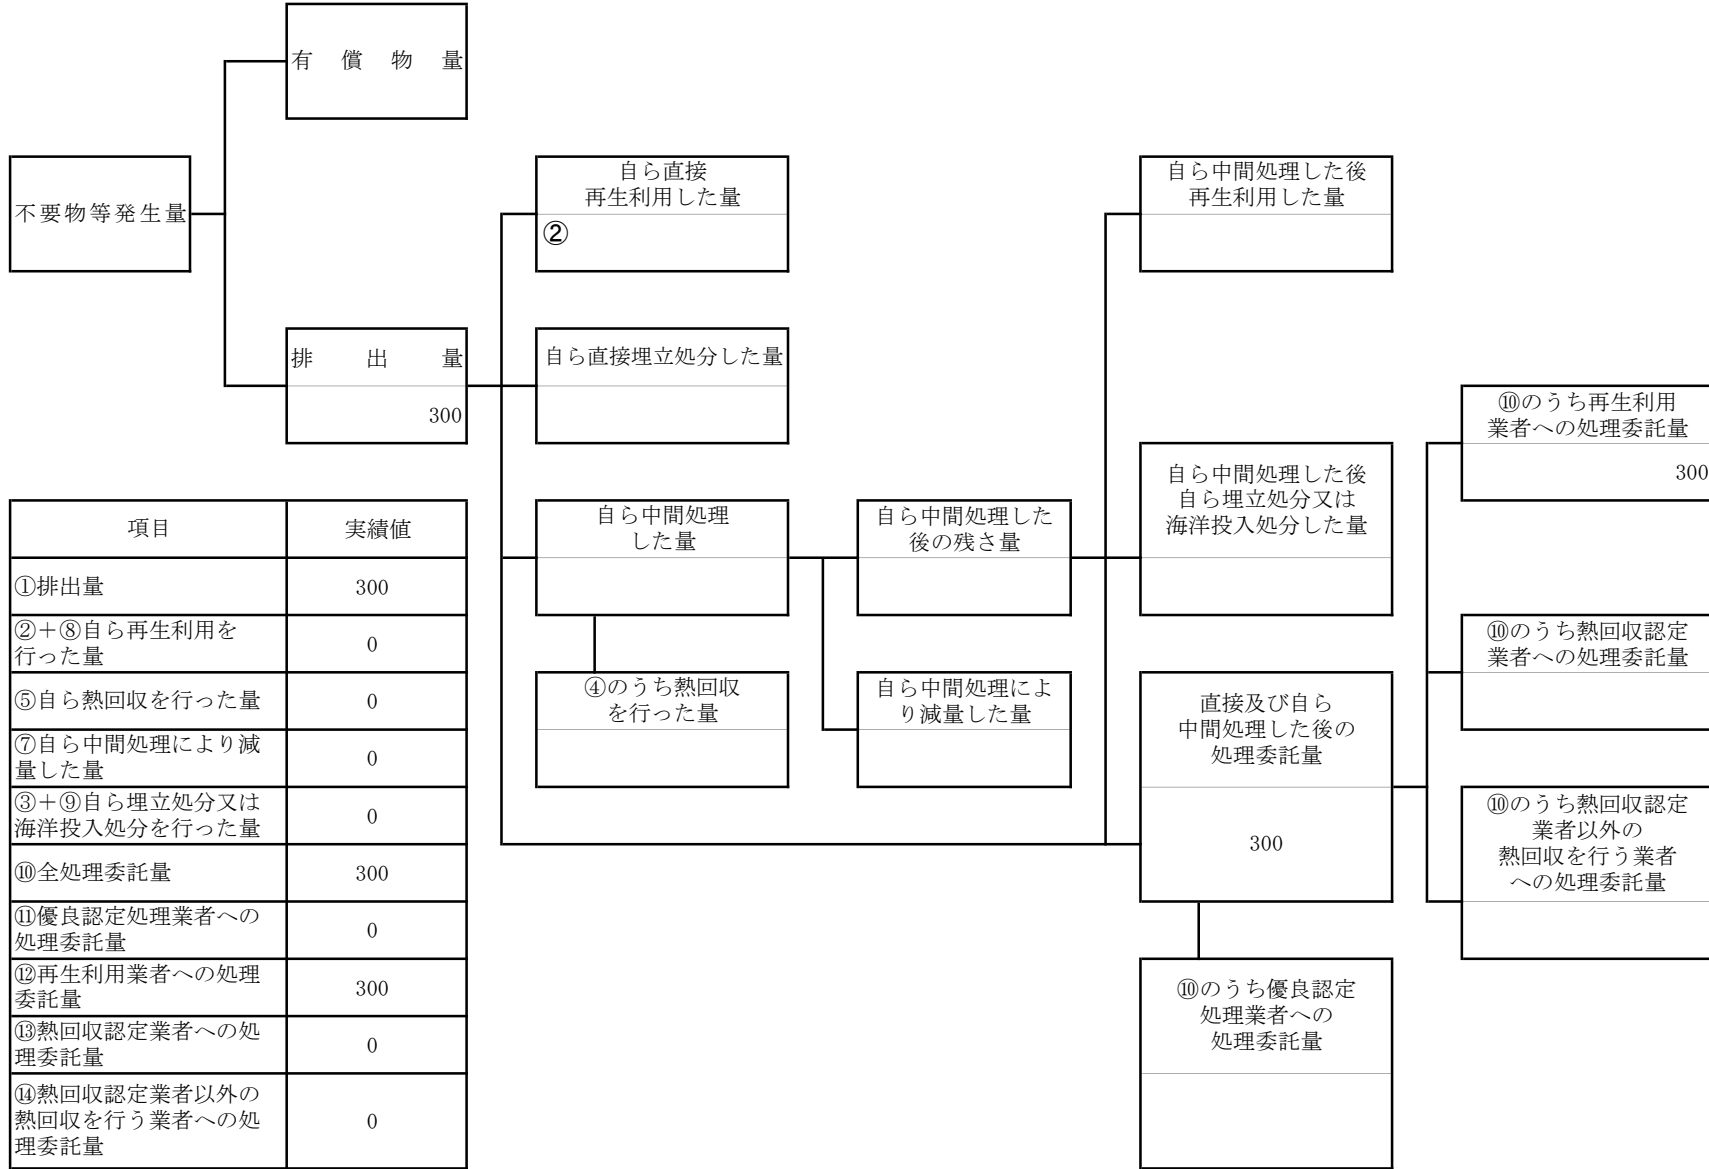 有償物量
不要物等発生量
自ら直接
再生利用した量
②
自ら中間処理した後
再生利用した量
排出量
300
自ら直接埋立処分した量
⑩のうち再生利用
業者への処理委託量
300
自ら中間処理した後
自ら埋立処分又は
海洋投入処分した量
自ら中間処理
した量
自ら中間処理した
後の残さ量
⑩のうち熱回収認定
業者への処理委託量
④のうち熱回収
を行った量
自ら中間処理によ
り減量した量
直接及び自ら
中間処理した後の
処理委託量
300
⑩のうち熱回収認定
業者以外の
熱回収を行う業者
への処理委託量
⑩のうち優良認定
処理業者への
処理委託量
項目 実績値
①排出量 300
②+⑧自ら再生利用を
行った量 0
⑤自ら熱回収を行った量 0
⑦自ら中間処理により減
量した量 0
③+⑨自ら埋立処分又は
海洋投入処分を行った量 0
⑩全処理委託量 300
⑪優良認定処理業者への
処理委託量 0
⑫再生利用業者への処理
委託量 300
⑬熱回収認定業者への処
理委託量 0
⑭熱回収認定業者以外の
熱回収を行う業者への処
理委託量 0